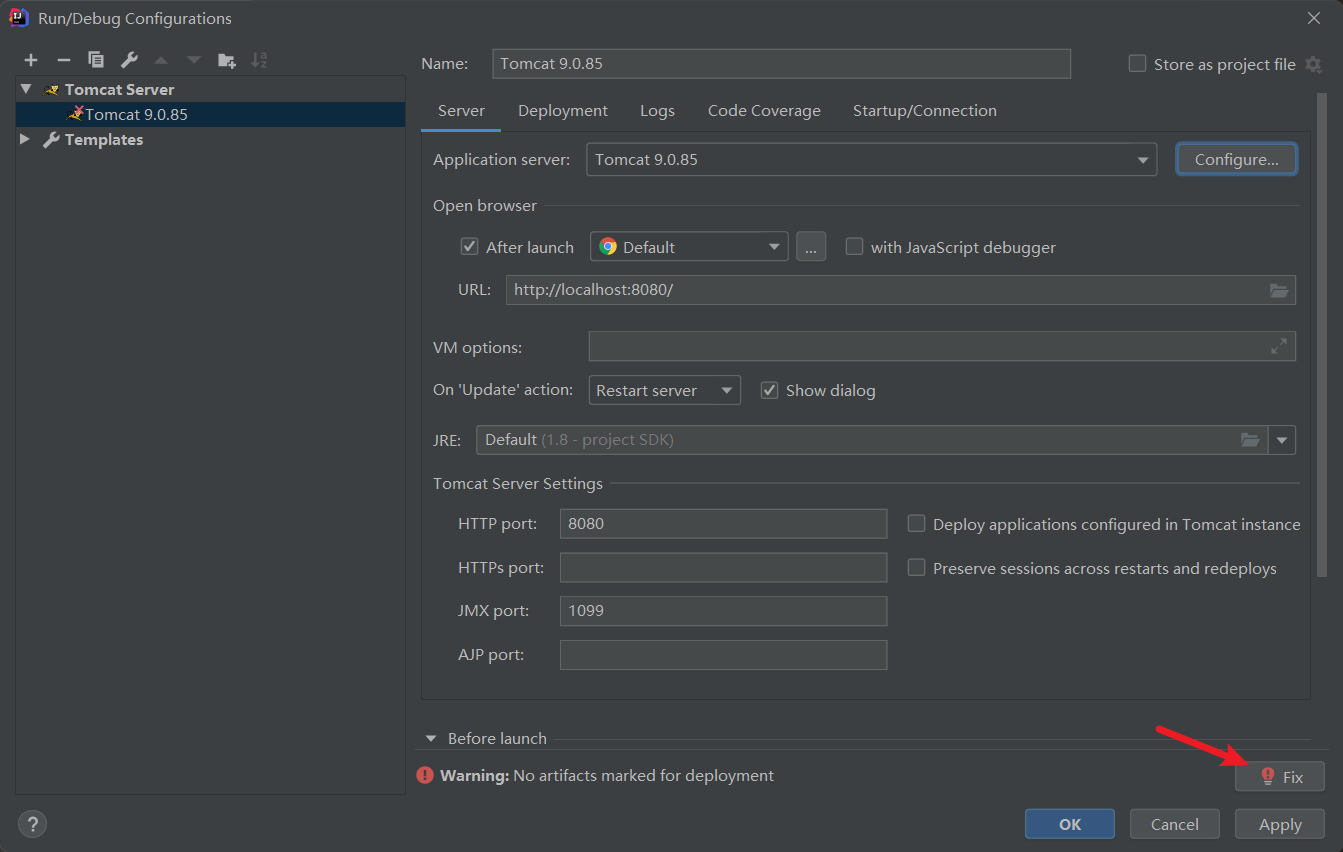 Run/Debug Configurations
Tomcat Server
Tomcat 9.0.85
Templates
Name: Tomcat 9.0.85 Store as project file
Server Deployment Logs Code Coverage Startup/Connection
Application server: Tomcat 9.0.85 Configure...
Open browser
After launch Default ... with JavaScript debugger
URL: http://localhost:8080/
VM options:
On 'Update' action: Restart server Show dialog
JRE: Default (1.8 - project SDK)
Tomcat Server Settings
HTTP port: 8080 Deploy applications configured in Tomcat instance
HTTPs port: Preserve sessions across restarts and redeploys
JMX port: 1099
AJP port:
Before launch
Warning: No artifacts marked for deployment Fix
? OK Cancel Apply